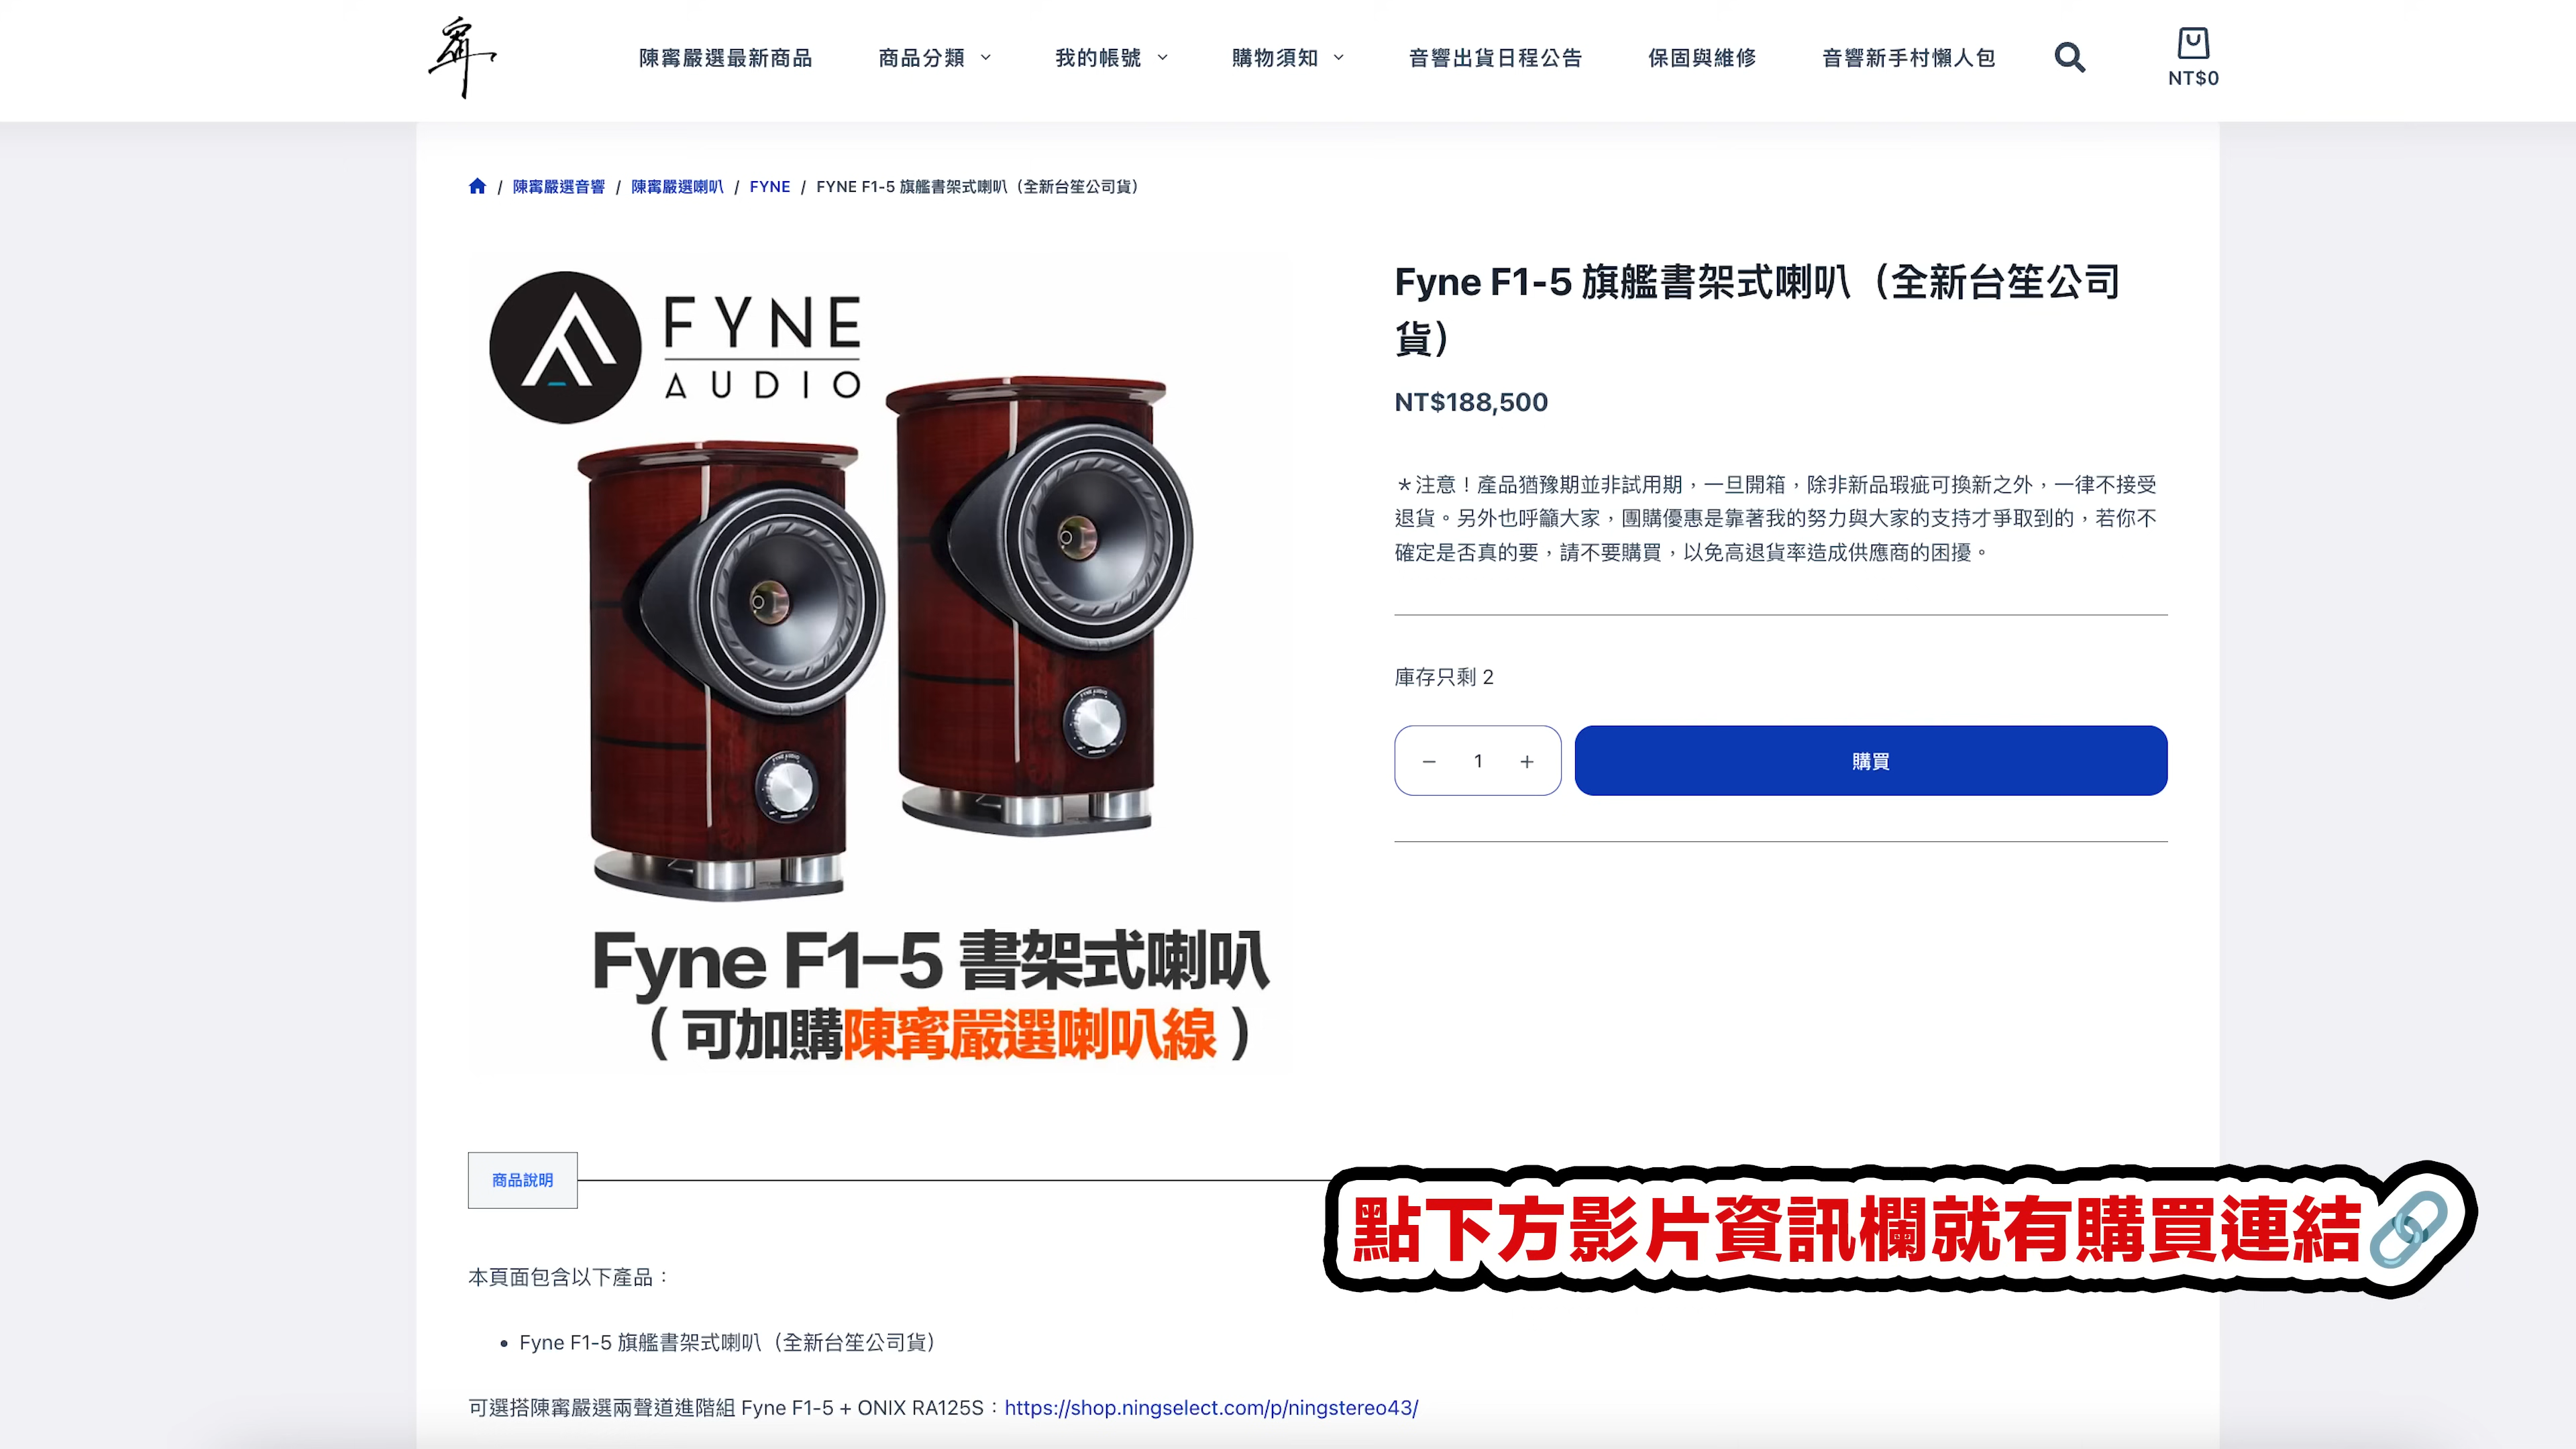 甯
陳甯嚴選最新商品
商品分類
我的帳號
購物須知
音響出貨日程公告
保固與維修
音響新手村懶人包
NT$0
/ 陳甯嚴選音響 / 陳甯嚴選喇叭 / FYNE / FYNE F1-5 旗艦書架式喇叭（全新台笙公司貨）
FYNE
AUDIO
Fyne F1-5 書架式喇叭
（可加購陳甯嚴選喇叭線）
Fyne F1-5 旗艦書架式喇叭（全新台笙公司
貨）
NT$188,500
＊注意！產品猶豫期並非試用期，一旦開箱，除非新品瑕疵可換新之外，一律不接受
退貨。另外也呼籲大家，團購優惠是靠著我的努力與大家的支持才爭取到的，若你不
確定是否真的要，請不要購買，以免高退貨率造成供應商的困擾。
庫存只剩 2
− 1 +
購買
商品說明
點下方影片資訊欄就有購買連結
本頁面包含以下產品：
• Fyne F1-5 旗艦書架式喇叭（全新台笙公司貨）
可選搭陳甯嚴選兩聲道進階組 Fyne F1-5 + ONIX RA125S：https://shop.ningselect.com/p/ningstereo43/